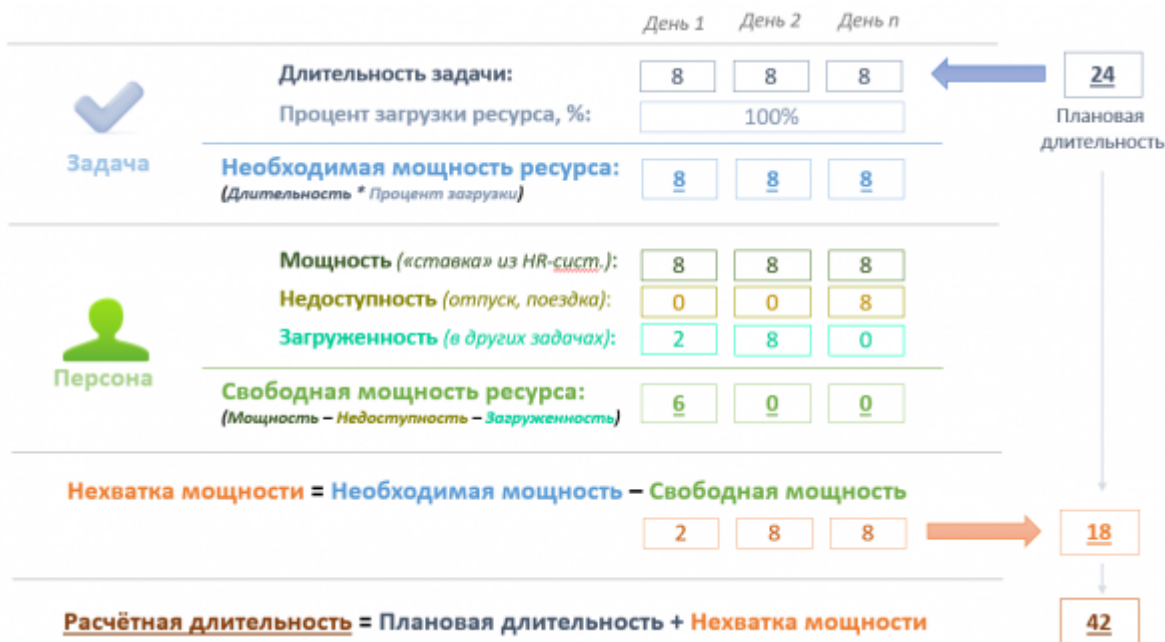 День 1 День 2 День n
Длительность задачи: 8 8 8 24
Процент загрузки ресурса, %: 100% Плановая
длительность
Задача
Необходимая мощность ресурса: 8 8 8
(Длительность * Процент загрузки)
Мощность («ставка» из HR-сист.): 8 8 8
Недоступность (отпуск, поездка): 0 0 8
Загруженность (в других задачах): 2 8 0
Персона
Свободная мощность ресурса: 6 0 0
(Мощность – Недоступность – Загруженность)
Нехватка мощности = Необходимая мощность – Свободная мощность
2 8 8 18
Расчётная длительность = Плановая длительность + Нехватка мощности 42